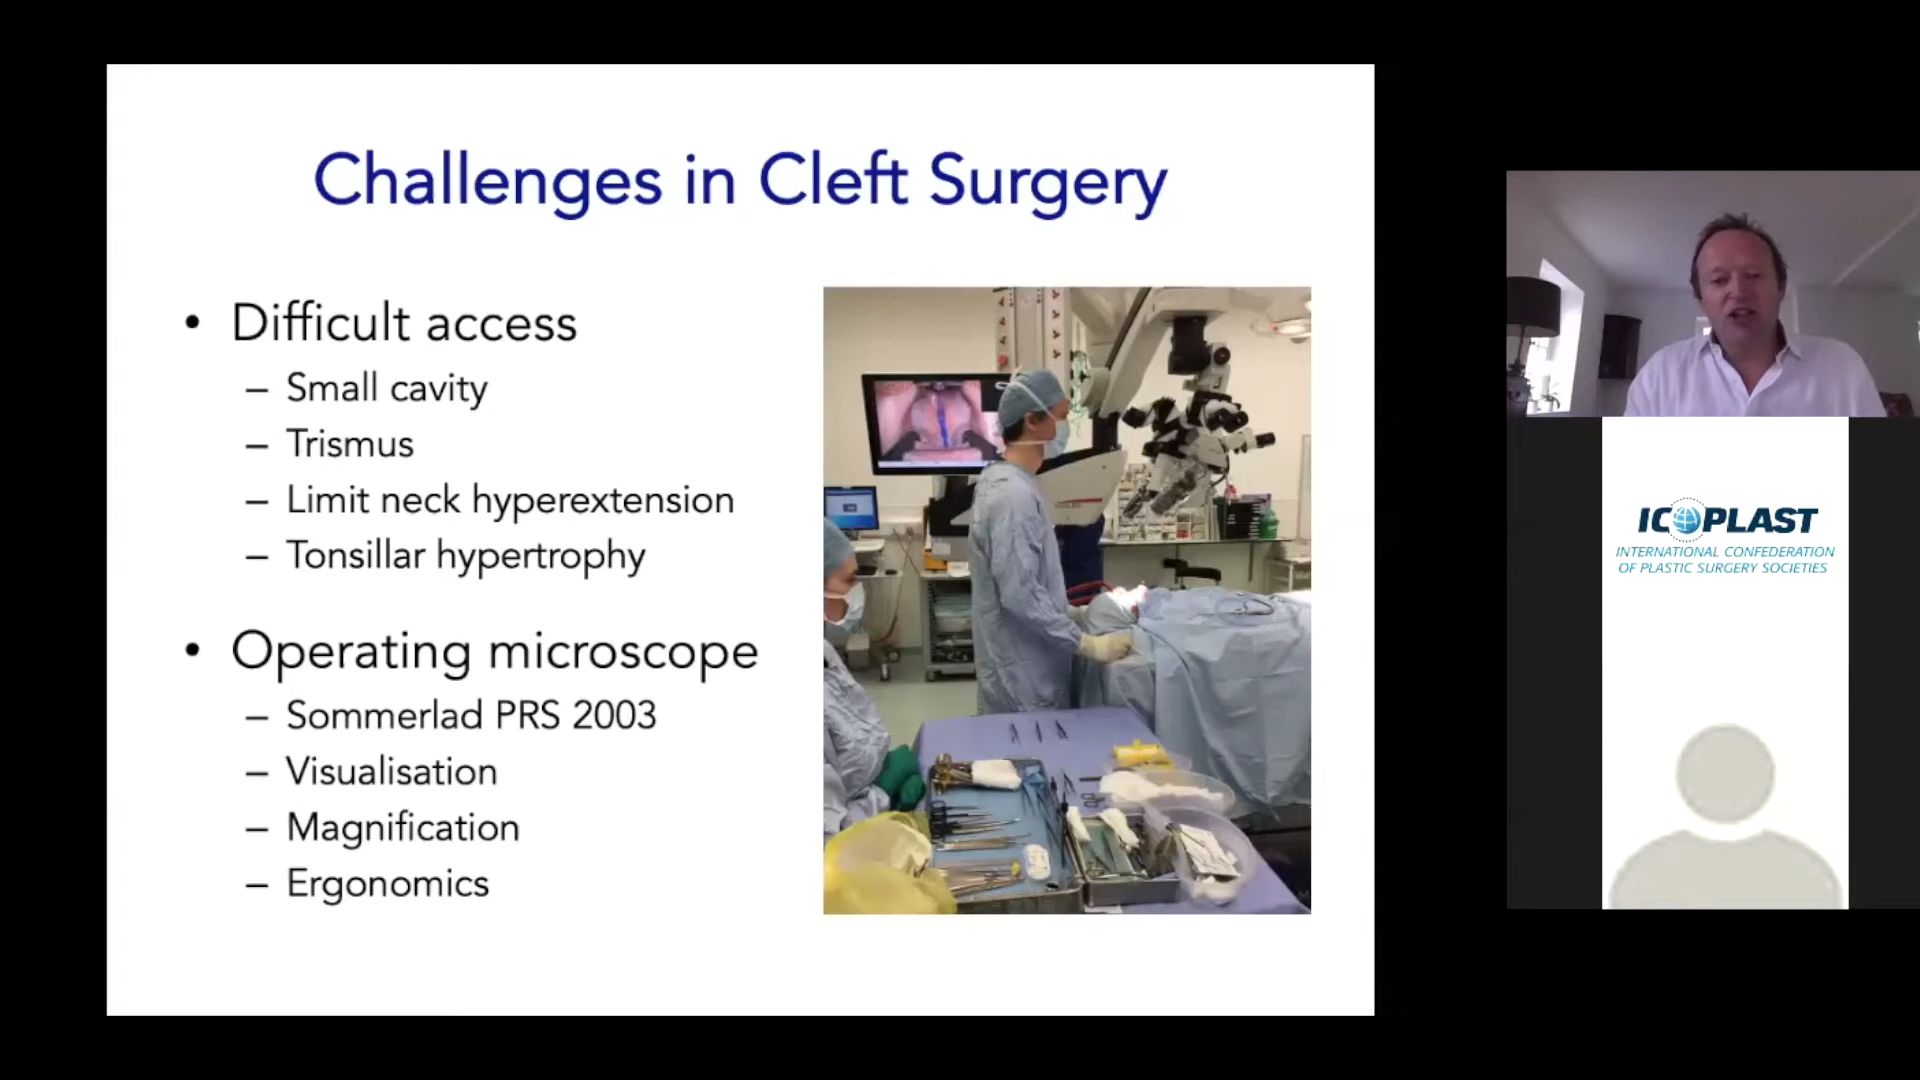 Challenges in Cleft Surgery
• Difficult access
– Small cavity
– Trismus
– Limit neck hyperextension
– Tonsillar hypertrophy
• Operating microscope
– Sommerlad PRS 2003
– Visualisation
– Magnification
– Ergonomics
ICOPLAST
INTERNATIONAL CONFEDERATION
OF PLASTIC SURGERY SOCIETIES